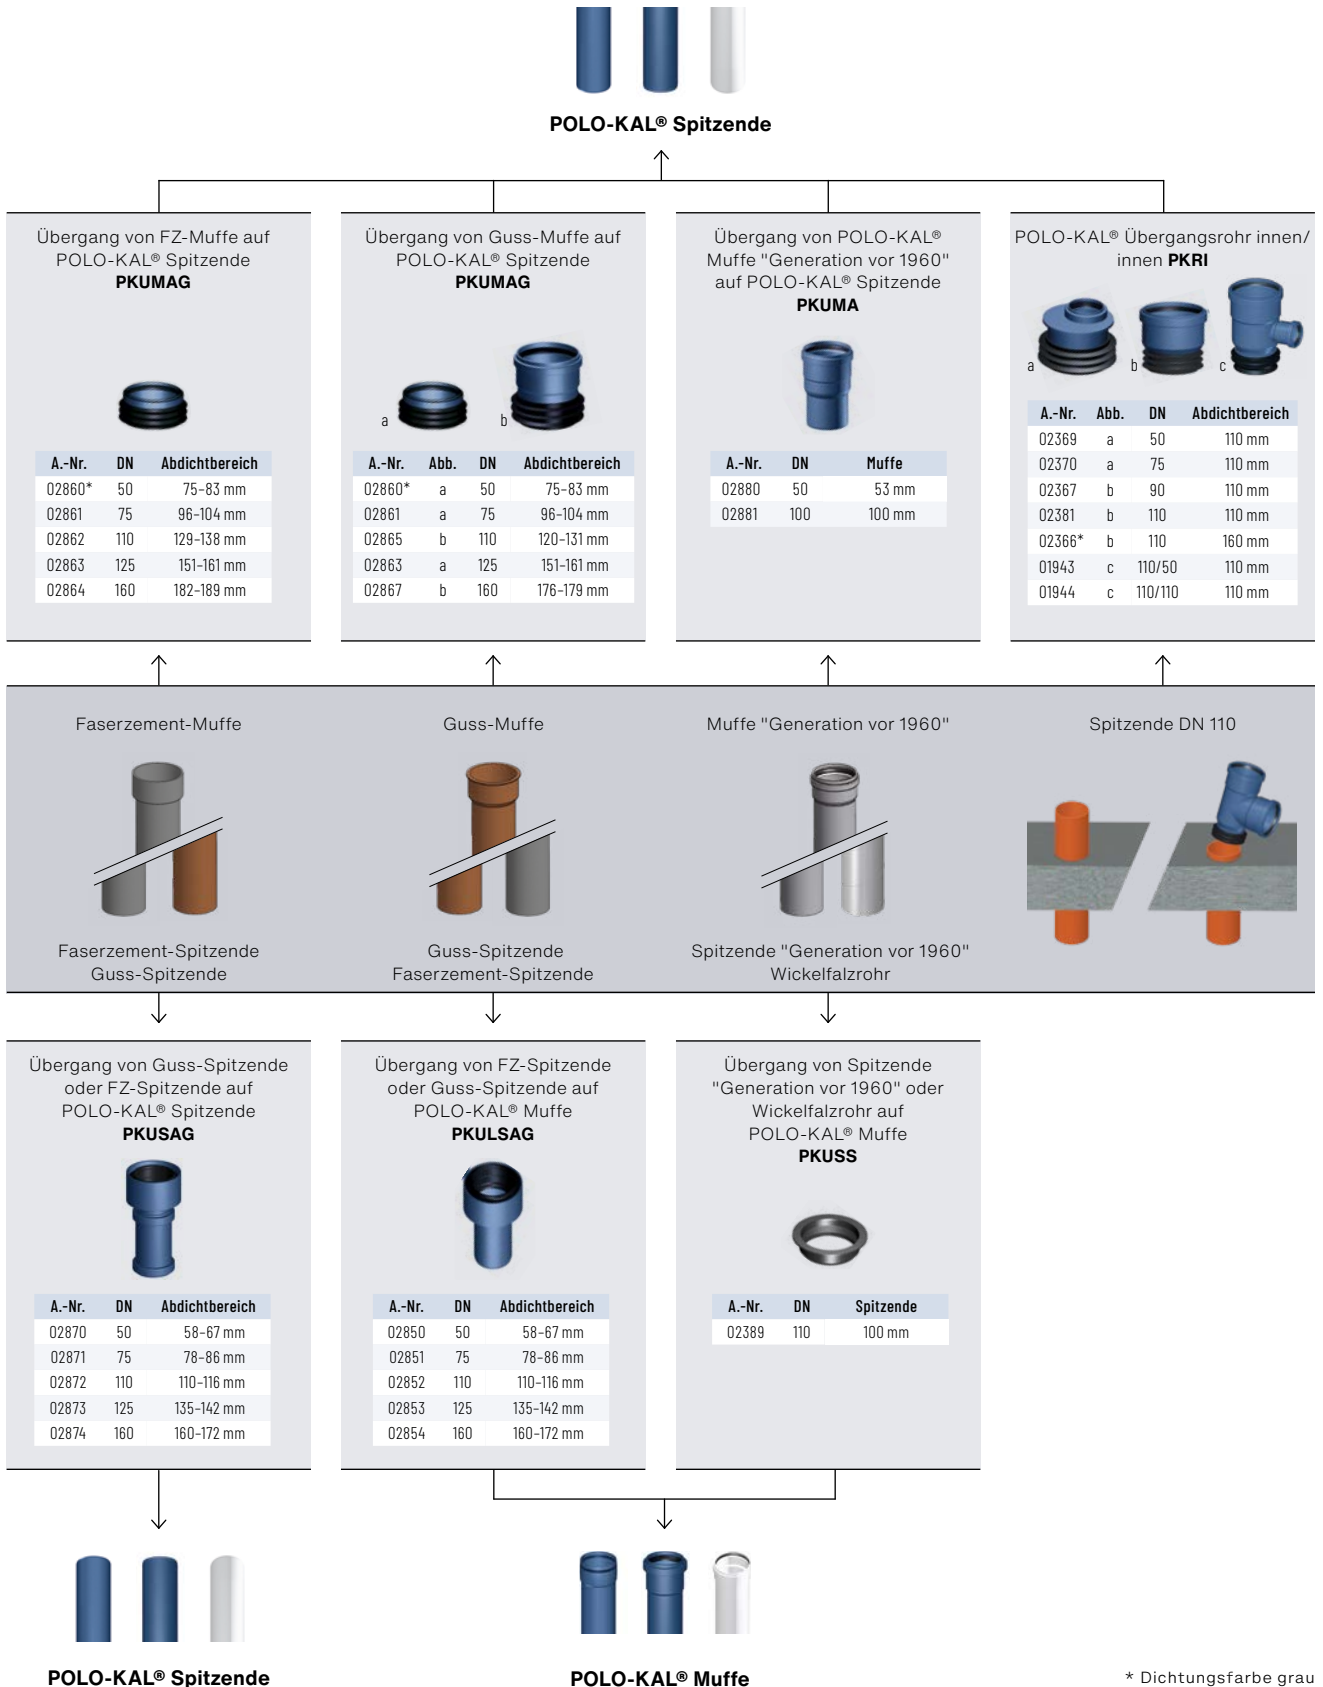 POLO-KAL® Spitzende
Übergang von FZ-Muffe auf
POLO-KAL® Spitzende
PKUMAG
A.-Nr. DN Abdichtbereich
02860* 50 75–83 mm
02861 75 96–104 mm
02862 110 129–138 mm
02863 125 151–161 mm
02864 160 182–189 mm
Übergang von Guss-Muffe auf
POLO-KAL® Spitzende
PKUMAG
a
b
A.-Nr. Abb. DN Abdichtbereich
02860* a 50 75–83 mm
02861 a 75 96–104 mm
02865 b 110 120–131 mm
02863 a 125 151–161 mm
02867 b 160 176–179 mm
Übergang von POLO-KAL®
Muffe "Generation vor 1960"
auf POLO-KAL® Spitzende
PKUMA
A.-Nr. DN Muffe
02880 50 53 mm
02881 100 100 mm
POLO-KAL® Übergangsrohr innen/
innen PKRI
a
b
c
A.-Nr. Abb. DN Abdichtbereich
02369 a 50 110 mm
02370 a 75 110 mm
02367 b 90 110 mm
02381 b 110 110 mm
02366* b 110 160 mm
01943 c 110/50 110 mm
01944 c 110/110 110 mm
Faserzement-Muffe
Guss-Muffe
Muffe "Generation vor 1960"
Spitzende DN 110
Faserzement-Spitzende
Guss-Spitzende
Guss-Spitzende
Faserzement-Spitzende
Spitzende "Generation vor 1960"
Wickelfalzrohr
Übergang von Guss-Spitzende
oder FZ-Spitzende auf
POLO-KAL® Spitzende
PKUSAG
A.-Nr. DN Abdichtbereich
02870 50 58–67 mm
02871 75 78–86 mm
02872 110 110–116 mm
02873 125 135–142 mm
02874 160 160–172 mm
Übergang von FZ-Spitzende
oder Guss-Spitzende auf
POLO-KAL® Muffe
PKULSAG
A.-Nr. DN Abdichtbereich
02850 50 58–67 mm
02851 75 78–86 mm
02852 110 110–116 mm
02853 125 135–142 mm
02854 160 160–172 mm
Übergang von Spitzende
"Generation vor 1960" oder
Wickelfalzrohr auf
POLO-KAL® Muffe
PKUSS
A.-Nr. DN Spitzende
02389 110 100 mm
POLO-KAL® Spitzende
POLO-KAL® Muffe
* Dichtungsfarbe grau